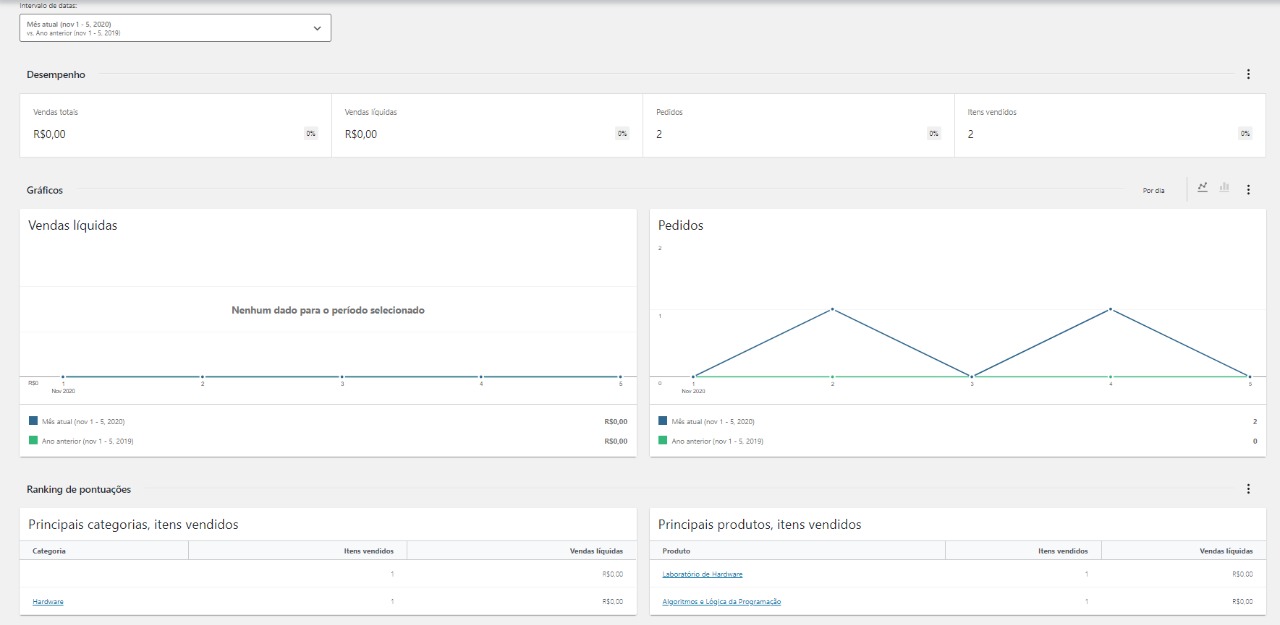 Intervalo de datas:
Mês atual (nov 1 - 5, 2020)
vs. Ano anterior (nov 1 - 5, 2019)
Desempenho
Vendas totais
R$0,00
0%
Vendas líquidas
R$0,00
0%
Pedidos
2
0%
Itens vendidos
2
0%
Gráficos
Por dia
Vendas líquidas
Nenhum dado para o período selecionado
R$0
1 2 3 4 5
Nov 2020
Mês atual (nov 1 - 5, 2020) R$0,00
Ano anterior (nov 1 - 5, 2019) R$0,00
Pedidos
2
1
0
1 2 3 4 5
Nov 2020
Mês atual (nov 1 - 5, 2020) 2
Ano anterior (nov 1 - 5, 2019) 0
Ranking de pontuações
Principais categorias, itens vendidos
Categoria Itens vendidos Vendas líquidas
1 R$0,00
Hardware 1 R$0,00
Principais produtos, itens vendidos
Produto Itens vendidos Vendas líquidas
Laboratório de Hardware 1 R$0,00
Algoritmos e Lógica da Programação 1 R$0,00